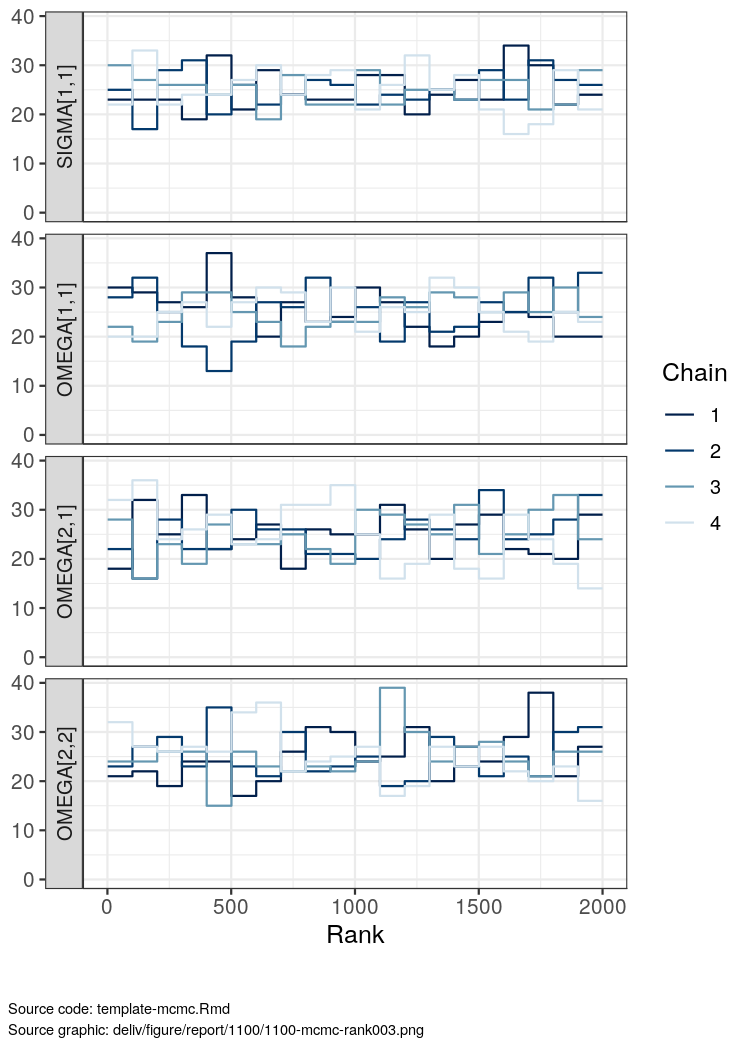 40
30
20
10
0
SIGMA[1,1]
40
30
20
10
0
OMEGA[1,1]
40
30
20
10
0
OMEGA[2,1]
40
30
20
10
0
OMEGA[2,2]
0 500 1000 1500 2000
Rank
Chain
1
2
3
4
Source code: template-mcmc.Rmd
Source graphic: deliv/figure/report/1100/1100-mcmc-rank003.png